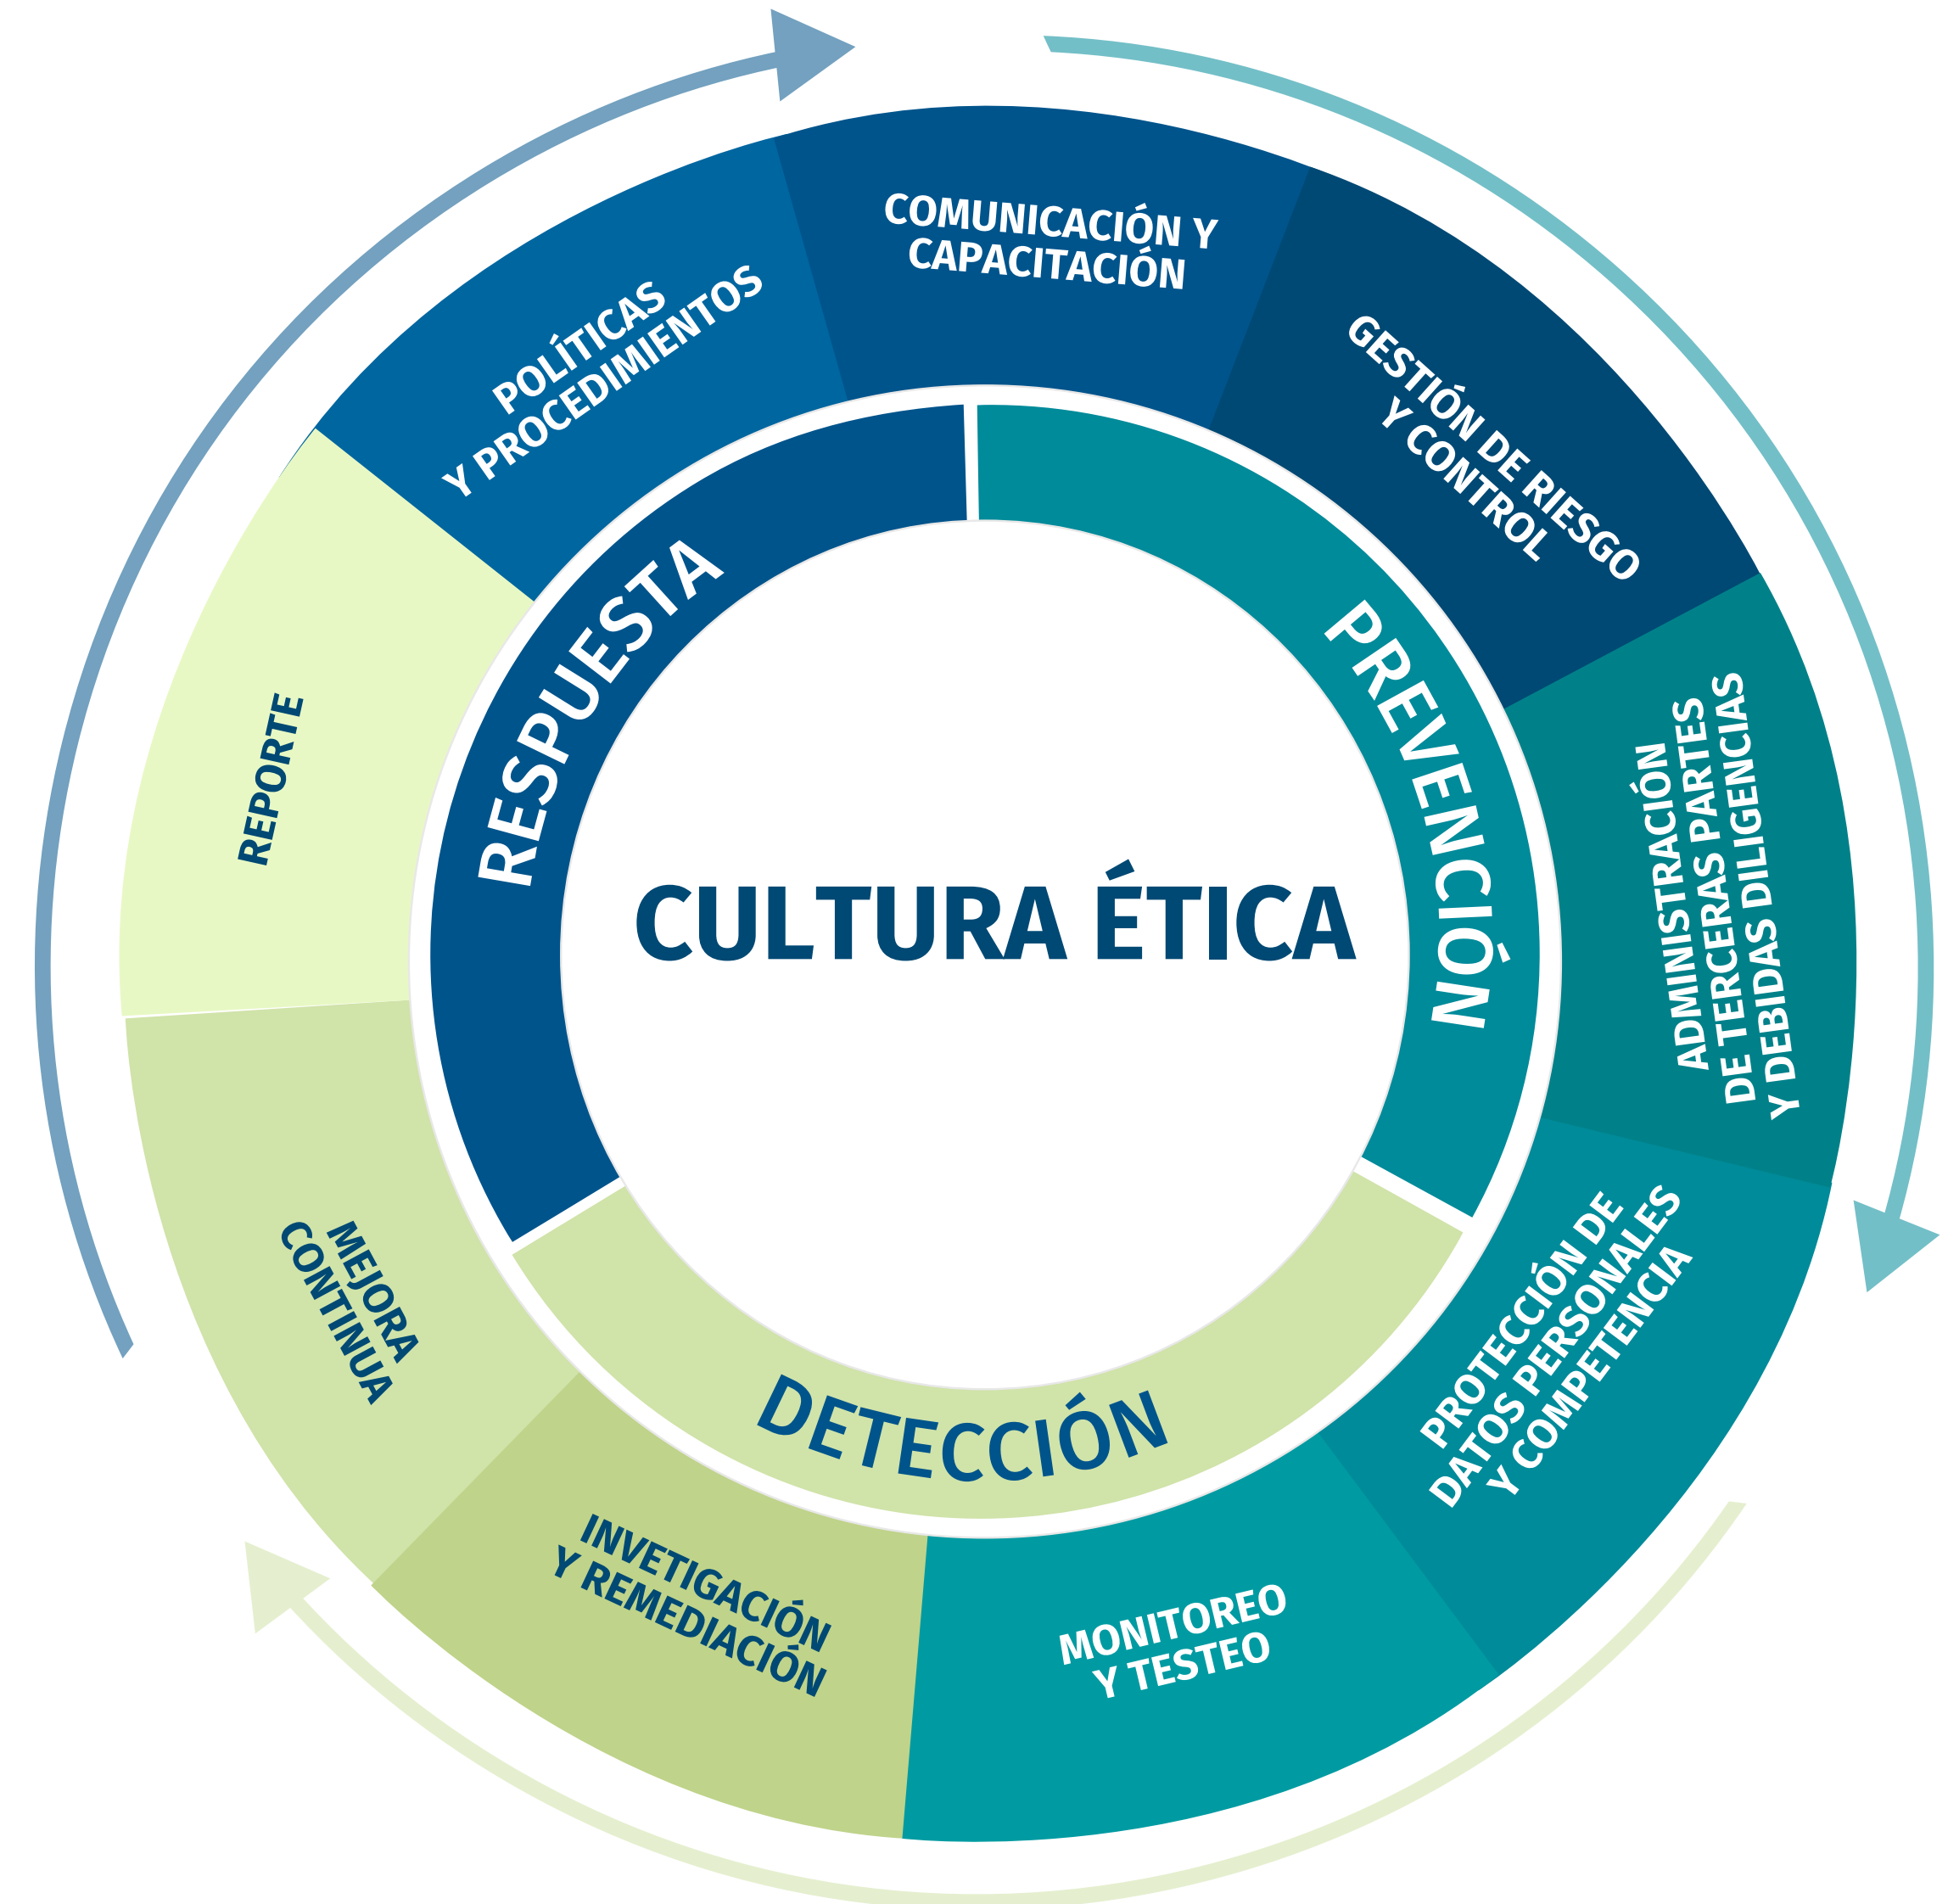 COMUNICACIÓN Y
CAPACITACIÓN
GESTIÓN DE RIESGO
Y CONTROL
ADMINISTRACIÓN
DE TERCERAS PARTES
Y DEBIDAS DILIGENCIAS
PROTECCIÓN DE
DATOS PERSONALES
Y COMPETENCIA
MONITOREO
Y TESTEO
INVETIGACIÓN
Y REMEDIACIÓN
MEJORA
CONTINUA
REPORTE
POLÍTICAS
Y PROCEDIMIENTOS
RESPUESTA
PREVENCIÓN
DETECCIÓN
CULTURA ÉTICA